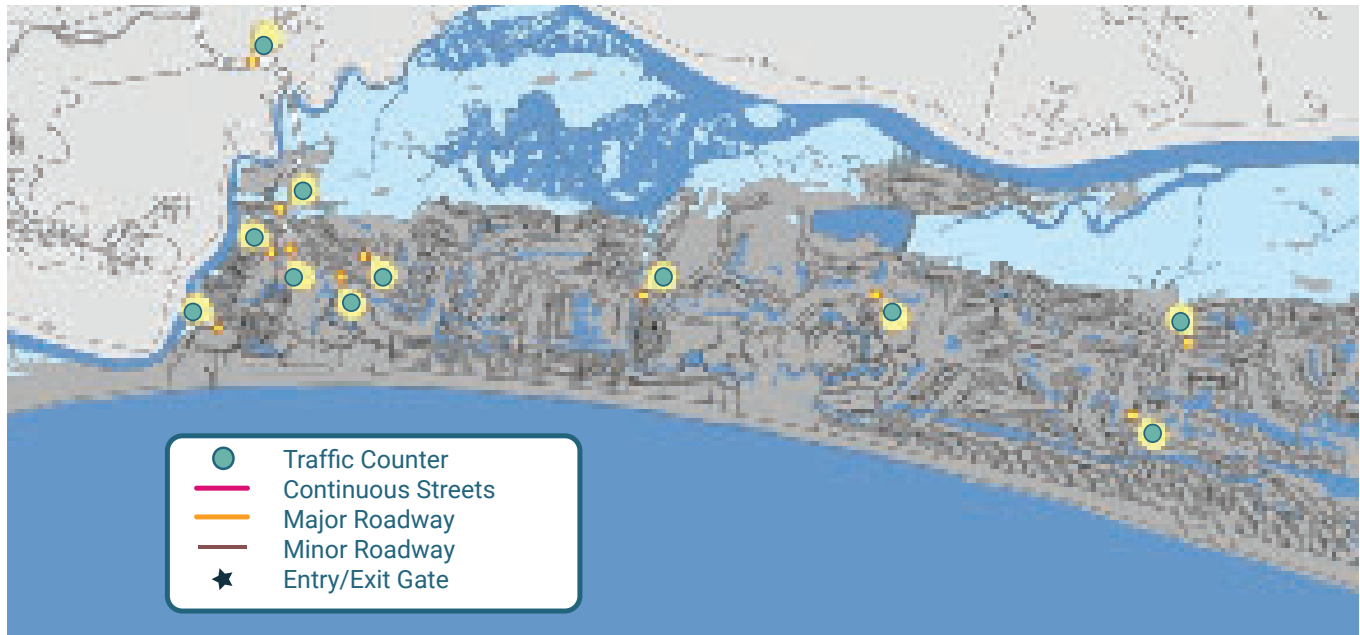 Traffic Counter
Continuous Streets
Major Roadway
Minor Roadway
Entry/Exit Gate